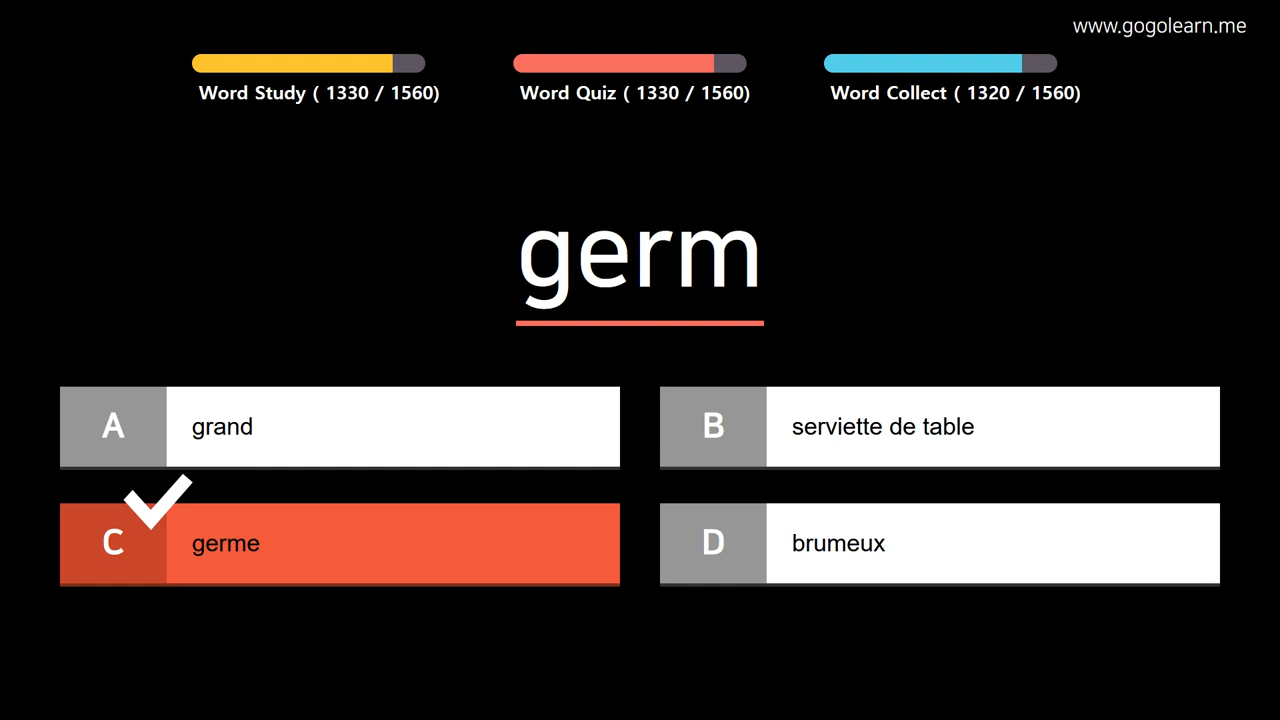 www.gogolearn.me
Word Study ( 1330 / 1560)
Word Quiz ( 1330 / 1560)
Word Collect ( 1320 / 1560)
germ
A grand
B serviette de table
C germe
D brumeux